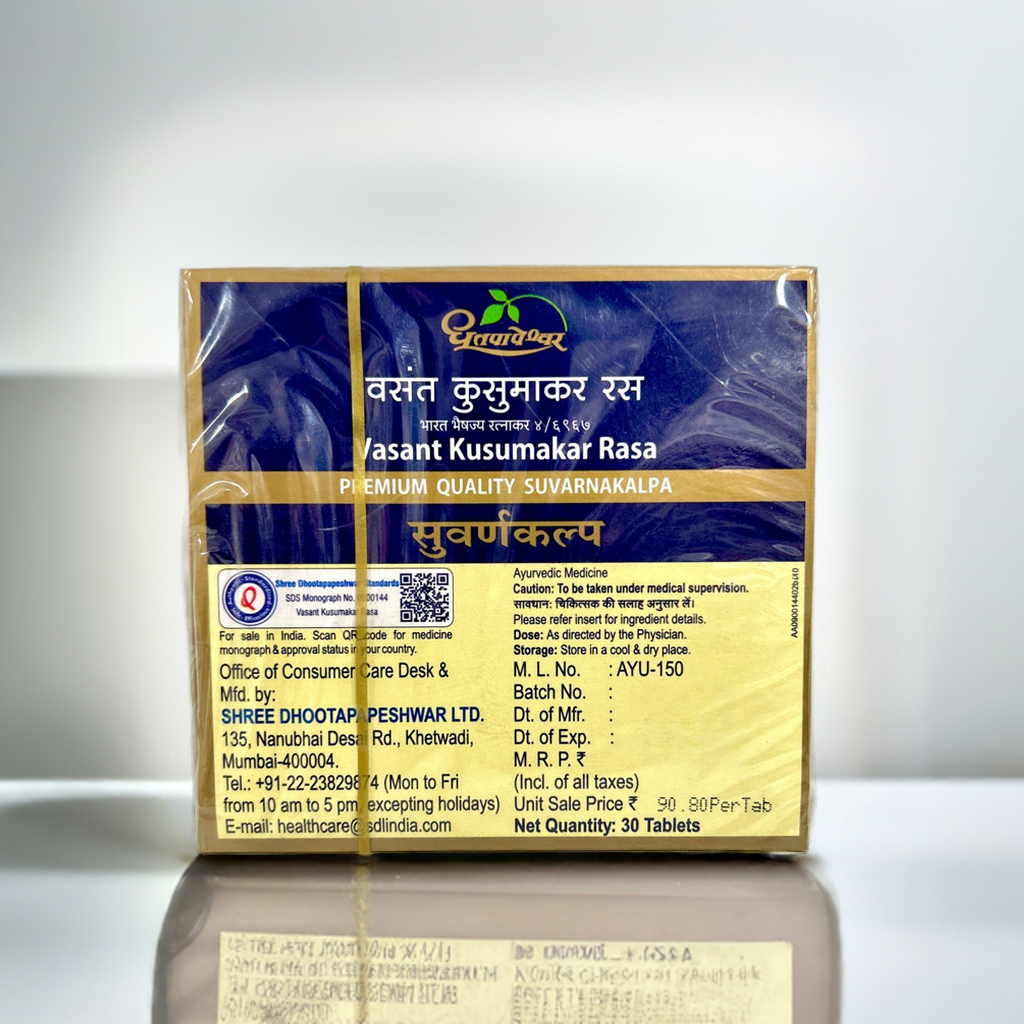 धूतपापेश्वर
वसंत कुसुमाकर रस
भारत भैषज्य रत्नाकर ४/६९६७
Vasant Kusumakar Rasa
PREMIUM QUALITY SUVARNAKALPA
सुवर्णकल्प
Shree Dhootapapeshwar Standards
SDS Monograph No. 0900144
Vasant Kusumakar Rasa
For sale in India. Scan QR code for medicine
monograph & approval status in your country.
Office of Consumer Care Desk &
Mfd. by:
SHREE DHOOTAPAPESHWAR LTD.
135, Nanubhai Desai Rd., Khetwadi,
Mumbai-400004.
Tel.: +91-22-23829874 (Mon to Fri
from 10 am to 5 pm excepting holidays)
E-mail: healthcare@sdlindia.com
Ayurvedic Medicine
Caution: To be taken under medical supervision.
सावधान: चिकित्सक की सलाह अनुसार लें।
Please refer insert for ingredient details.
Dose: As directed by the Physician.
Storage: Store in a cool & dry place.
M. L. No. : AYU-150
Batch No. :
Dt. of Mfr. :
Dt. of Exp. :
M. R. P. ₹
(Incl. of all taxes)
Unit Sale Price ₹ 90.80PerTab
Net Quantity: 30 Tablets